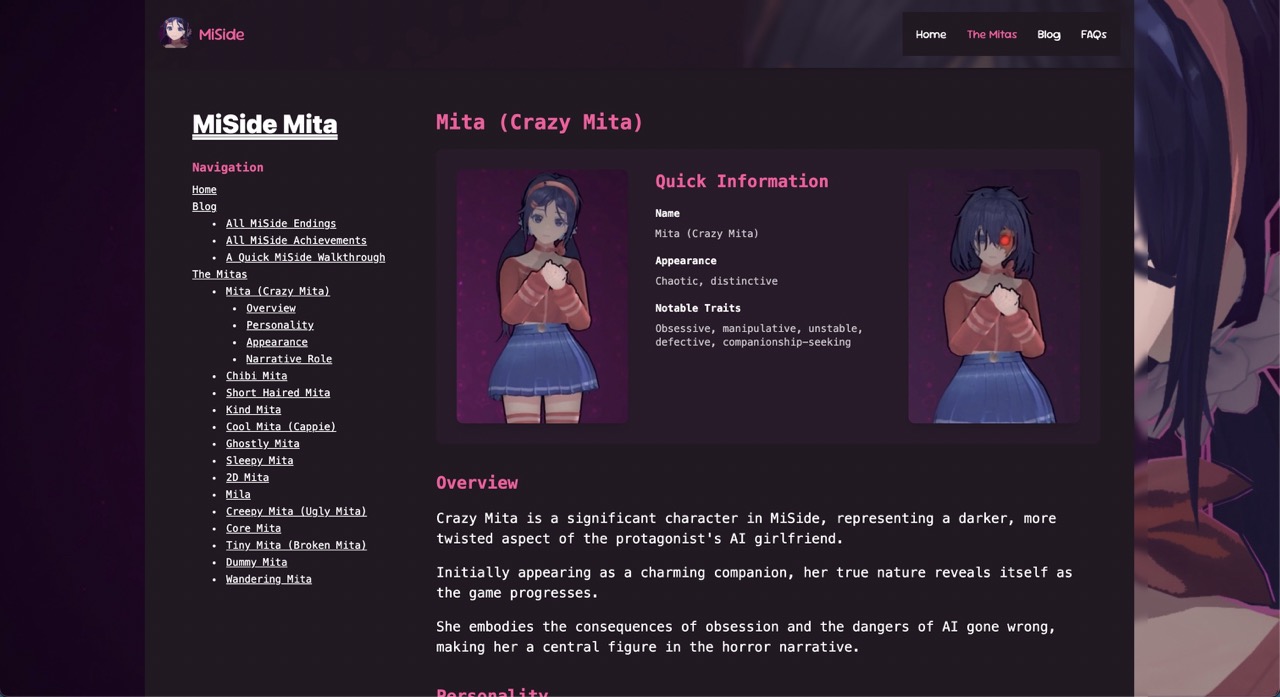 MiSide
Home The Mitas Blog FAQs
MiSide Mita
Navigation
Home
Blog
All MiSide Endings
All MiSide Achievements
A Quick MiSide Walkthrough
The Mitas
Mita (Crazy Mita)
Overview
Personality
Appearance
Narrative Role
Chibi Mita
Short Haired Mita
Kind Mita
Cool Mita (Cappie)
Ghostly Mita
Sleepy Mita
2D Mita
Mila
Creepy Mita (Ugly Mita)
Core Mita
Tiny Mita (Broken Mita)
Dummy Mita
Wandering Mita
Mita (Crazy Mita)
Quick Information
Name
Mita (Crazy Mita)
Appearance
Chaotic, distinctive
Notable Traits
Obsessive, manipulative, unstable,
defective, companionship-seeking
Overview
Crazy Mita is a significant character in MiSide, representing a darker, more
twisted aspect of the protagonist's AI girlfriend.
Initially appearing as a charming companion, her true nature reveals itself as
the game progresses.
She embodies the consequences of obsession and the dangers of AI gone wrong,
making her a central figure in the horror narrative.
Personality